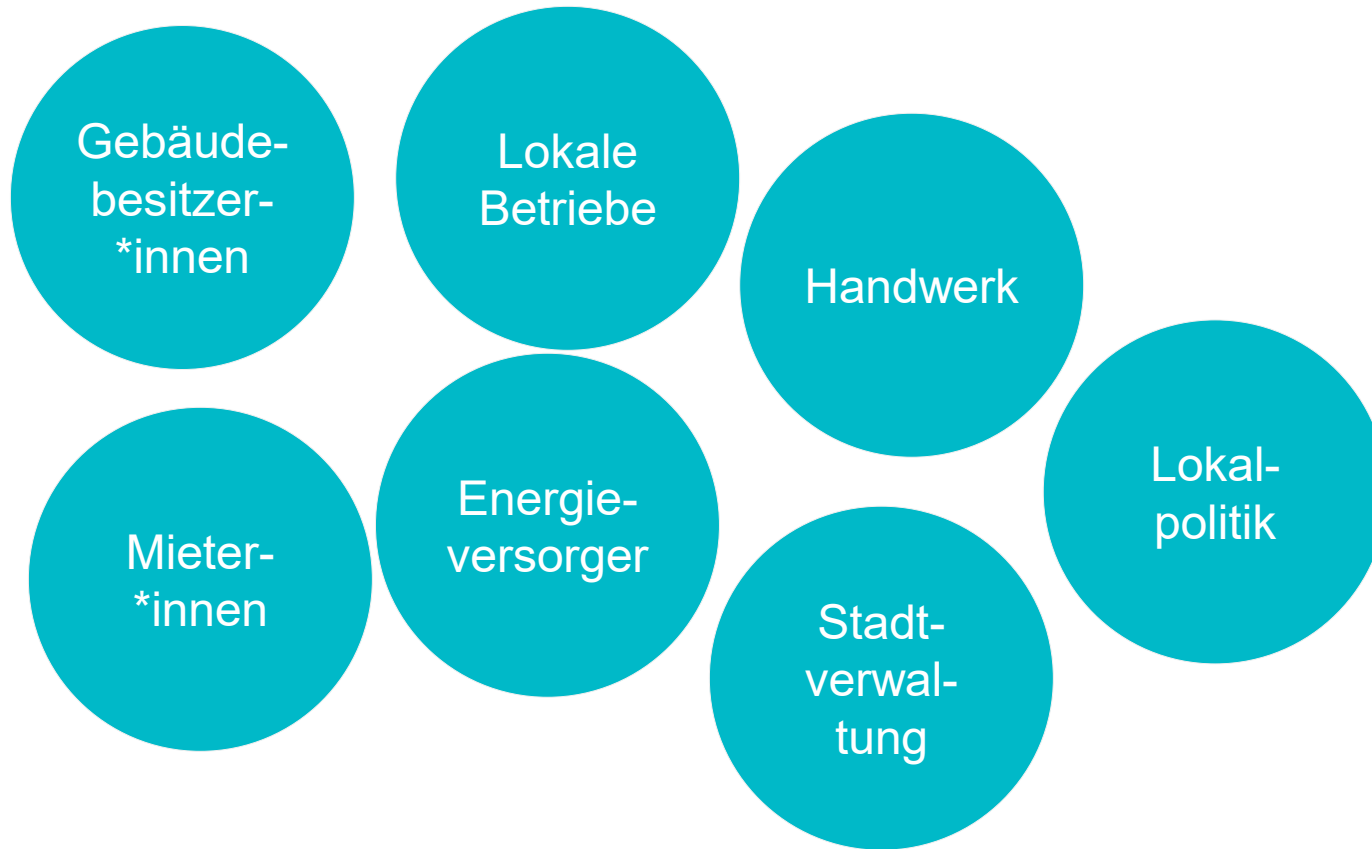 Gebäude-
besitzer-
*innen
Lokale
Betriebe
Handwerk
Lokal-
politik
Mieter-
*innen
Energie-
versorger
Stadt-
verwal-
tung